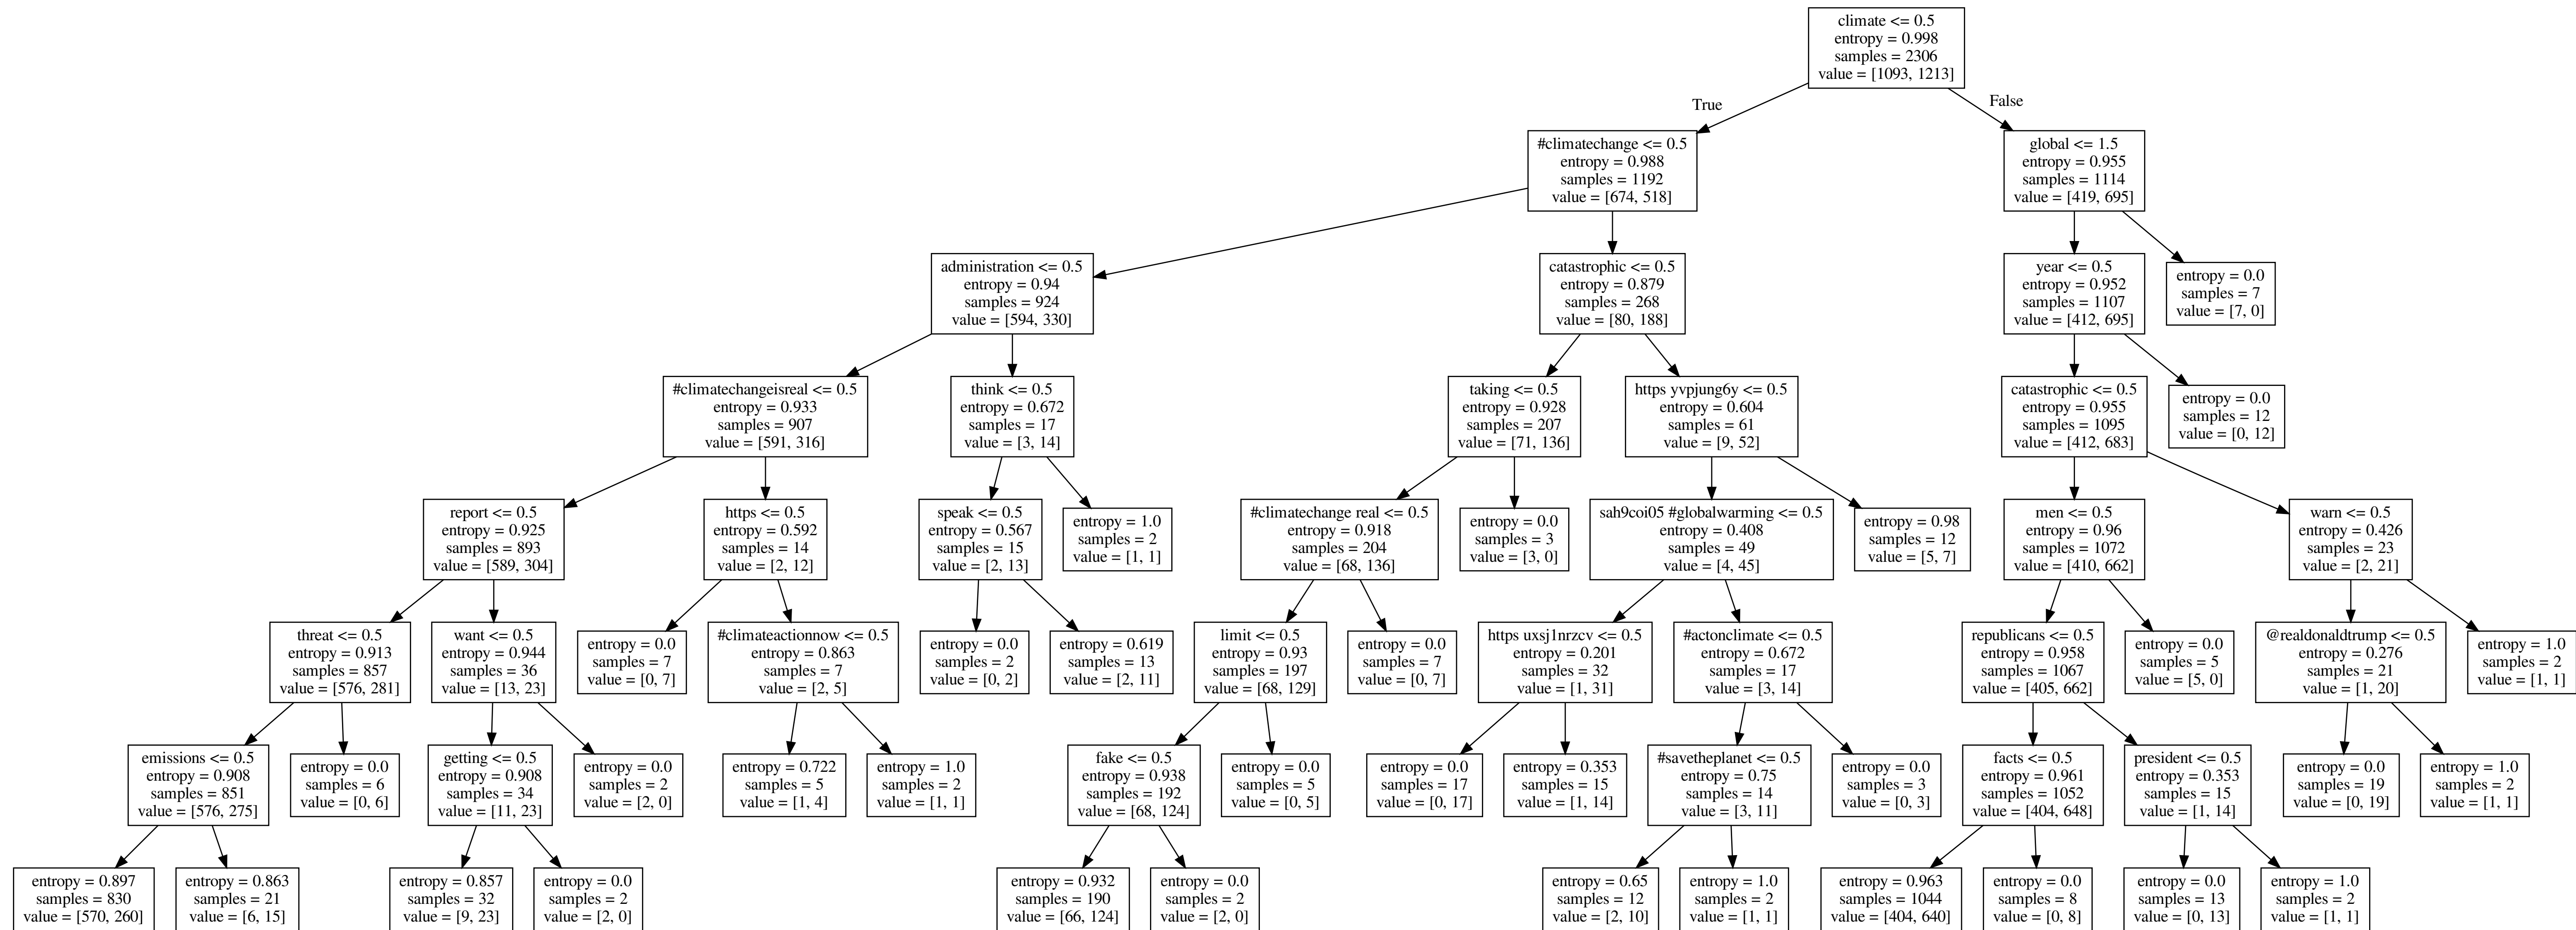 climate <= 0.5
entropy = 0.998
samples = 2306
value = [1093, 1213]
True
False
#climatechange <= 0.5
entropy = 0.988
samples = 1192
value = [674, 518]
global <= 1.5
entropy = 0.955
samples = 1114
value = [419, 695]
administration <= 0.5
entropy = 0.94
samples = 924
value = [594, 330]
catastrophic <= 0.5
entropy = 0.879
samples = 268
value = [80, 188]
year <= 0.5
entropy = 0.952
samples = 1107
value = [412, 695]
entropy = 0.0
samples = 7
value = [7, 0]
#climatechangeisreal <= 0.5
entropy = 0.933
samples = 907
value = [591, 316]
think <= 0.5
entropy = 0.672
samples = 17
value = [3, 14]
taking <= 0.5
entropy = 0.928
samples = 207
value = [71, 136]
https yvpjung6y <= 0.5
entropy = 0.604
samples = 61
value = [9, 52]
catastrophic <= 0.5
entropy = 0.955
samples = 1095
value = [412, 683]
entropy = 0.0
samples = 12
value = [0, 12]
report <= 0.5
entropy = 0.925
samples = 893
value = [589, 304]
https <= 0.5
entropy = 0.592
samples = 14
value = [2, 12]
speak <= 0.5
entropy = 0.567
samples = 15
value = [2, 13]
entropy = 1.0
samples = 2
value = [1, 1]
#climatechange real <= 0.5
entropy = 0.918
samples = 204
value = [68, 136]
entropy = 0.0
samples = 3
value = [3, 0]
sah9coi05 #globalwarming <= 0.5
entropy = 0.408
samples = 49
value = [4, 45]
entropy = 0.98
samples = 12
value = [5, 7]
men <= 0.5
entropy = 0.96
samples = 1072
value = [410, 662]
warn <= 0.5
entropy = 0.426
samples = 23
value = [2, 21]
threat <= 0.5
entropy = 0.913
samples = 857
value = [576, 281]
want <= 0.5
entropy = 0.944
samples = 36
value = [13, 23]
entropy = 0.0
samples = 7
value = [0, 7]
#climateactionnow <= 0.5
entropy = 0.863
samples = 7
value = [2, 5]
entropy = 0.0
samples = 2
value = [0, 2]
entropy = 0.619
samples = 13
value = [2, 11]
limit <= 0.5
entropy = 0.93
samples = 197
value = [68, 129]
entropy = 0.0
samples = 7
value = [0, 7]
https uxsj1nrzcv <= 0.5
entropy = 0.201
samples = 32
value = [1, 31]
#actonclimate <= 0.5
entropy = 0.672
samples = 17
value = [3, 14]
republicans <= 0.5
entropy = 0.958
samples = 1067
value = [405, 662]
entropy = 0.0
samples = 5
value = [5, 0]
@realdonaldtrump <= 0.5
entropy = 0.276
samples = 21
value = [1, 20]
entropy = 1.0
samples = 2
value = [1, 1]
emissions <= 0.5
entropy = 0.908
samples = 851
value = [576, 275]
entropy = 0.0
samples = 6
value = [0, 6]
getting <= 0.5
entropy = 0.908
samples = 34
value = [11, 23]
entropy = 0.0
samples = 2
value = [2, 0]
entropy = 0.722
samples = 5
value = [1, 4]
entropy = 1.0
samples = 2
value = [1, 1]
fake <= 0.5
entropy = 0.938
samples = 192
value = [68, 124]
entropy = 0.0
samples = 5
value = [0, 5]
entropy = 0.0
samples = 17
value = [0, 17]
entropy = 0.353
samples = 15
value = [1, 14]
#savetheplanet <= 0.5
entropy = 0.75
samples = 14
value = [3, 11]
entropy = 0.0
samples = 3
value = [0, 3]
facts <= 0.5
entropy = 0.961
samples = 1052
value = [404, 648]
president <= 0.5
entropy = 0.353
samples = 15
value = [1, 14]
entropy = 0.0
samples = 19
value = [0, 19]
entropy = 1.0
samples = 2
value = [1, 1]
entropy = 0.897
samples = 830
value = [570, 260]
entropy = 0.863
samples = 21
value = [6, 15]
entropy = 0.857
samples = 32
value = [9, 23]
entropy = 0.0
samples = 2
value = [2, 0]
entropy = 0.932
samples = 190
value = [66, 124]
entropy = 0.0
samples = 2
value = [2, 0]
entropy = 0.65
samples = 12
value = [2, 10]
entropy = 1.0
samples = 2
value = [1, 1]
entropy = 0.963
samples = 1044
value = [404, 640]
entropy = 0.0
samples = 8
value = [0, 8]
entropy = 0.0
samples = 13
value = [0, 13]
entropy = 1.0
samples = 2
value = [1, 1]